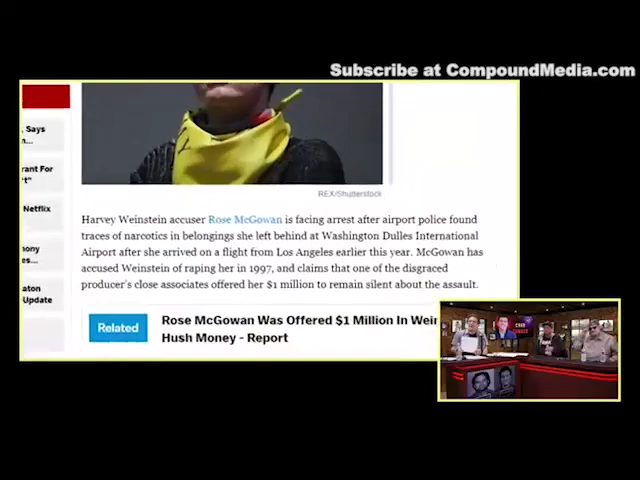 Subscribe at CompoundMedia.com
, Says
rant For
Netflix
REX/Shutterstock
Harvey Weinstein accuser Rose McGowan is facing arrest after airport police found
traces of narcotics in belongings she left behind at Washington Dulles International
Airport after she arrived on a flight from Los Angeles earlier this year. McGowan has
accused Weinstein of raping her in 1997, and claims that one of the disgraced
producer's close associates offered her $1 million to remain silent about the assault.
Update
Related
Rose McGowan Was Offered $1 Million In Wein
Hush Money - Report